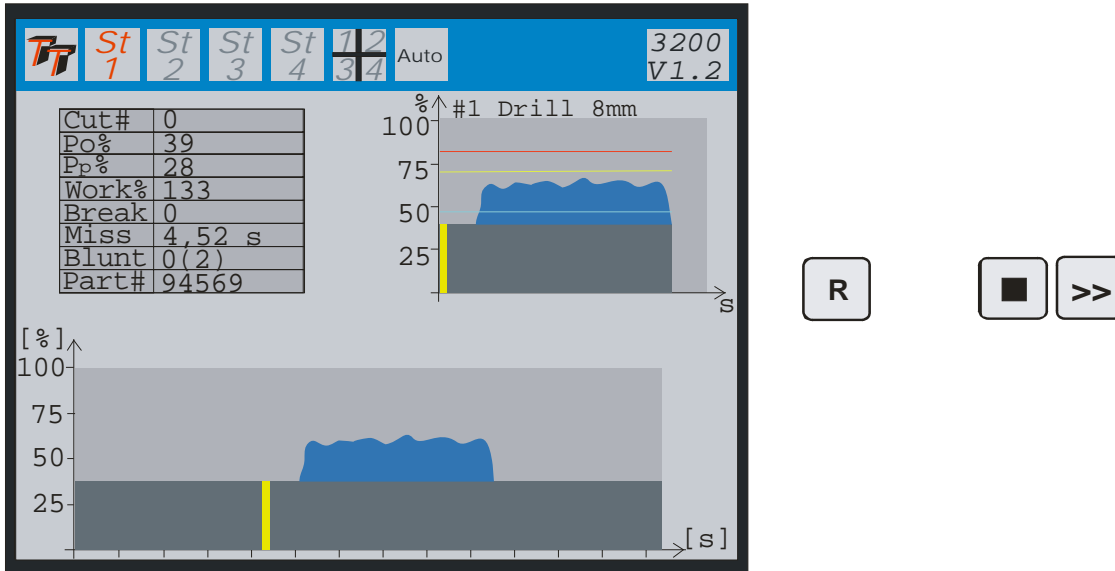 TT St 1 St 2 St 3 St 4 1 2 3 4 Auto 3200 V1.2
Cut# 0
Po% 39
Pp% 28
Work% 133
Break 0
Miss 4,52 s
Blunt 0(2)
Part# 94569
% #1 Drill 8mm
100
75
50
25
s
R ■ >>
[%]
100
75
50
25
[s]